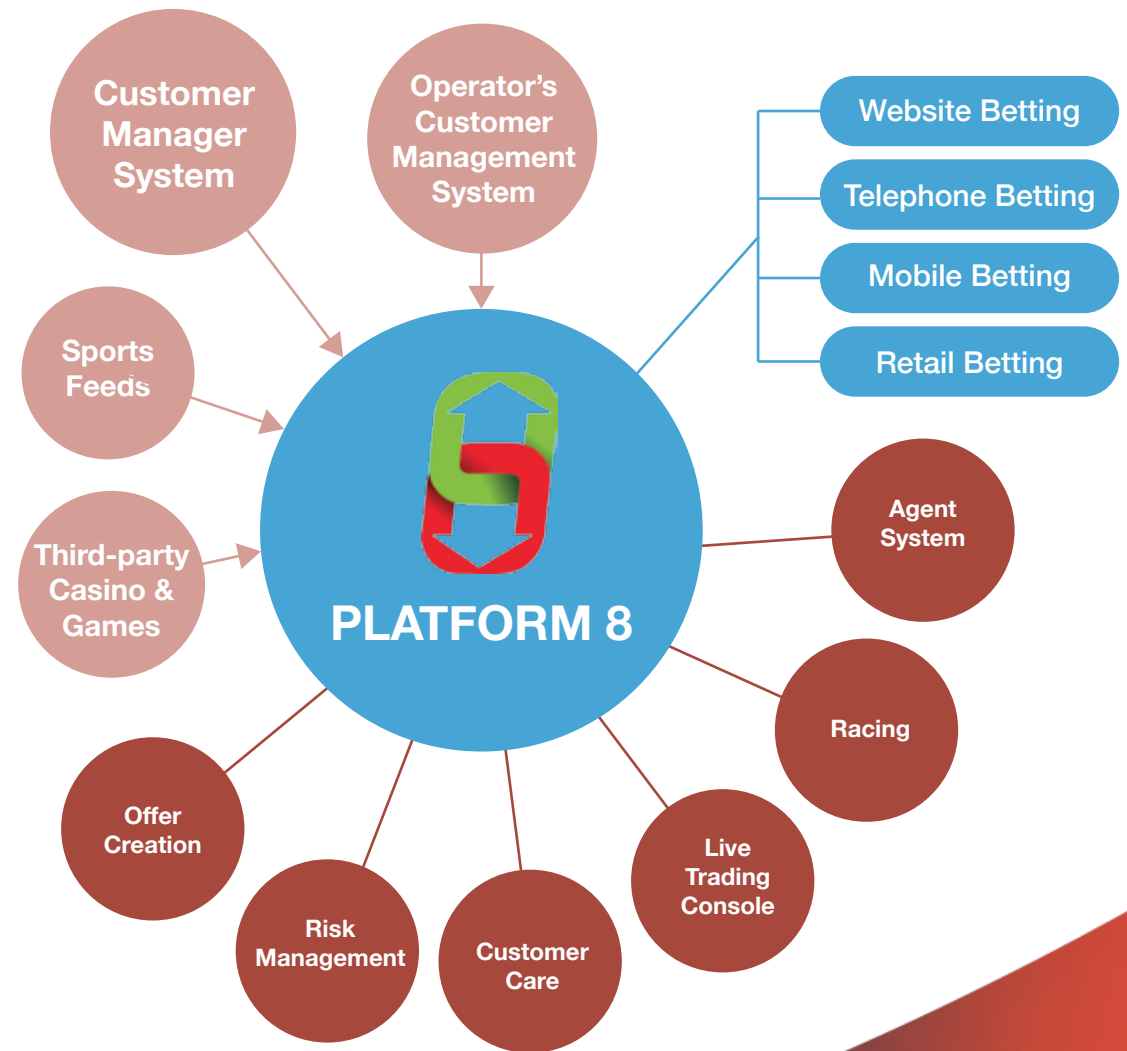 Customer
Manager
System
Operator's
Customer
Management
System
Website Betting
Telephone Betting
Mobile Betting
Retail Betting
Sports
Feeds
Third-party
Casino &
Games
PLATFORM 8
Agent
System
Racing
Live
Trading
Console
Customer
Care
Risk
Management
Offer
Creation